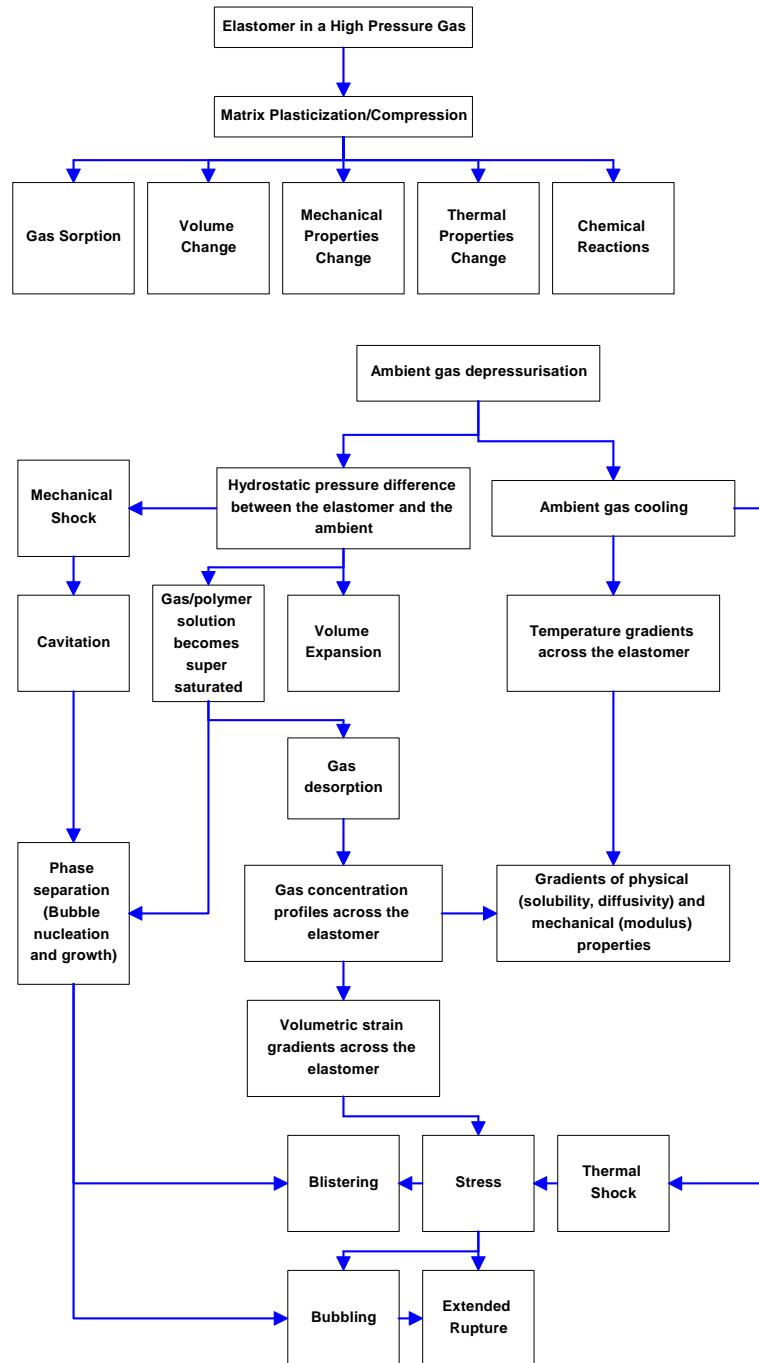 Elastomer in a High Pressure Gas
Matrix Plasticization/Compression
Gas Sorption
Volume
Change
Mechanical
Properties
Change
Thermal
Properties
Change
Chemical
Reactions
Ambient gas depressurisation
Mechanical
Shock
Hydrostatic pressure difference
between the elastomer and the
ambient
Ambient gas cooling
Cavitation
Gas/polymer
solution
becomes
super
saturated
Volume
Expansion
Temperature gradients
across the elastomer
Gas
desorption
Phase
separation
(Bubble
nucleation
and growth)
Gas concentration
profiles across the
elastomer
Gradients of physical
(solubility, diffusivity) and
mechanical (modulus)
properties
Volumetric strain
gradients across the
elastomer
Blistering
Stress
Thermal
Shock
Bubbling
Extended
Rupture